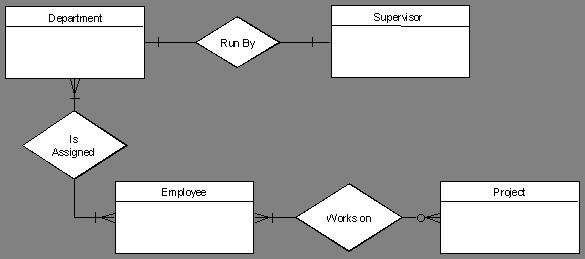 Department
Supervisor
Run By
Is
Assigned
Employee
Project
Works on